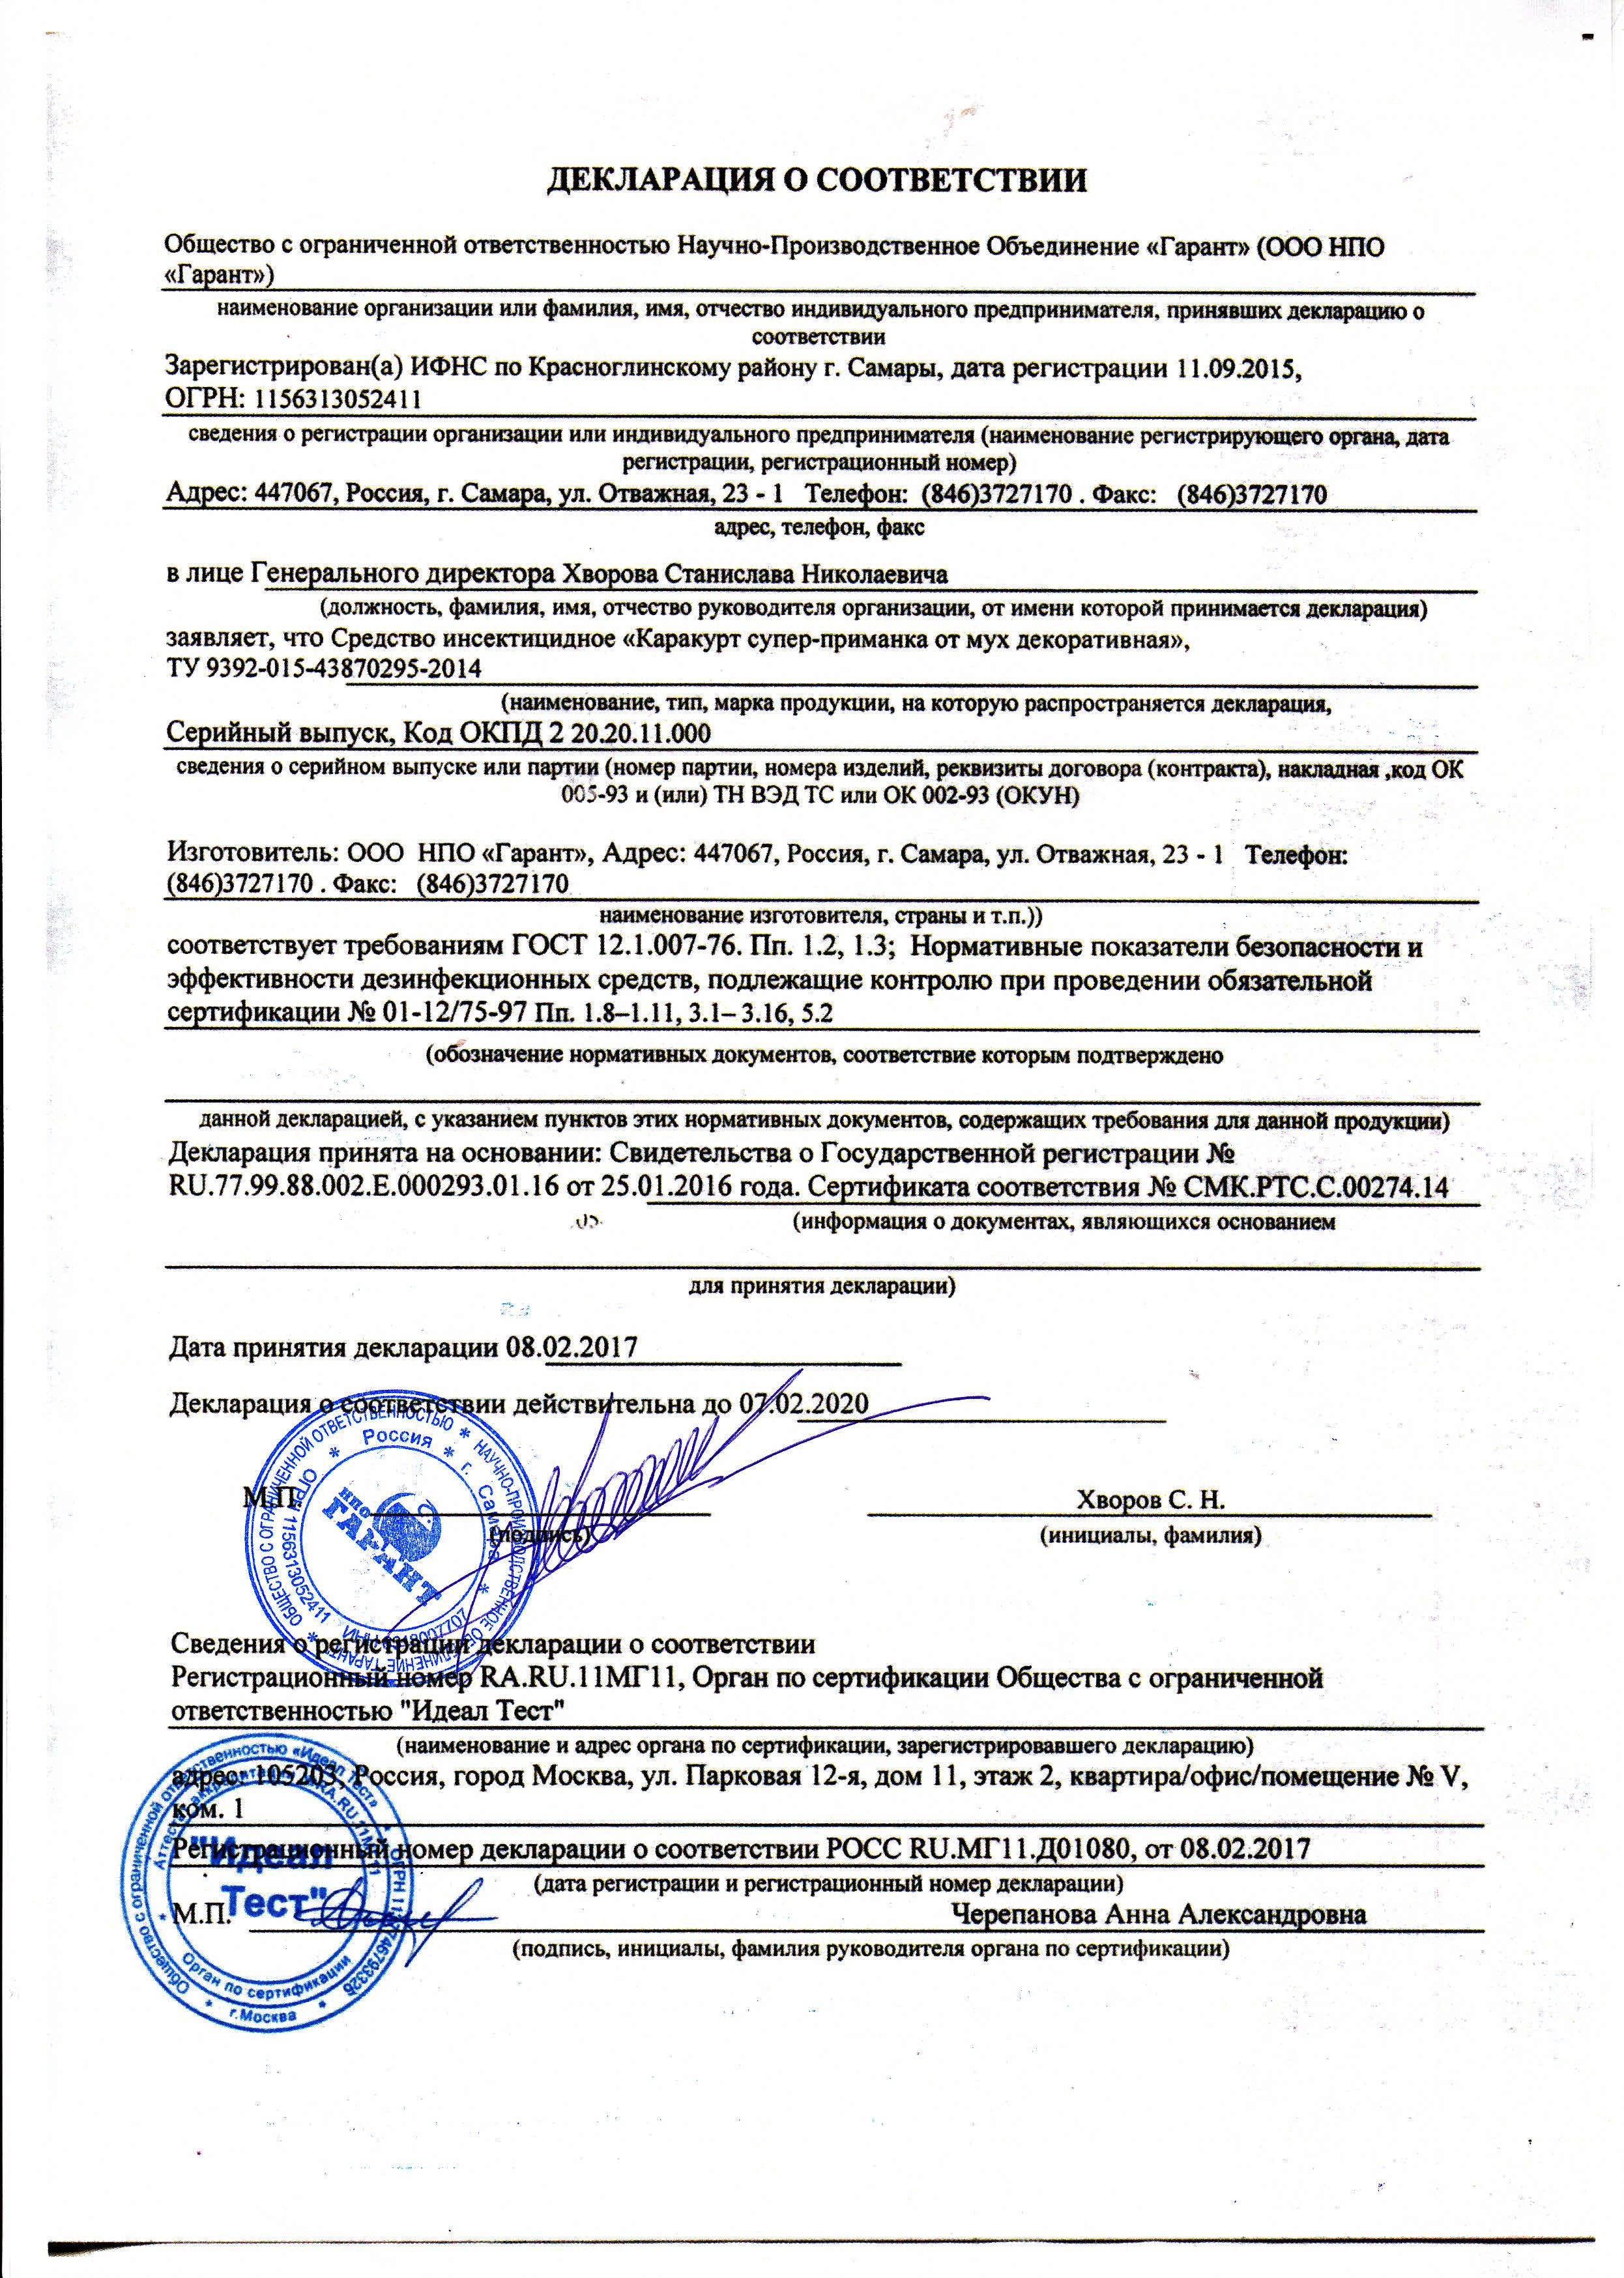 ДЕКЛАРАЦИЯ О СООТВЕТСТВИИ
Общество с ограниченной ответственностью Научно-Производственное Объединение «Гарант» (ООО НПО
«Гарант»)
наименование организации или фамилия, имя, отчество индивидуального предпринимателя, принявших декларацию о
соответствии
Зарегистрирован(а) ИФНС по Красноглинскому району г. Самары, дата регистрации 11.09.2015,
ОГРН: 1156313052411
сведения о регистрации организации или индивидуального предпринимателя (наименование регистрирующего органа, дата
регистрации, регистрационный номер)
Адрес: 447067, Россия, г. Самара, ул. Отважная, 23 - 1 Телефон: (846)3727170 . Факс: (846)3727170
адрес, телефон, факс
в лице Генерального директора Хворова Станислава Николаевича
(должность, фамилия, имя, отчество руководителя организации, от имени которой принимается декларация)
заявляет, что Средство инсектицидное «Каракурт супер-приманка от мух декоративная»,
ТУ 9392-015-43870295-2014
(наименование, тип, марка продукции, на которую распространяется декларация,
Серийный выпуск, Код ОКПД 2 20.20.11.000
сведения о серийном выпуске или партии (номер партии, номера изделий, реквизиты договора (контракта), накладная ,код ОК
005-93 и (или) ТН ВЭД ТС или ОК 002-93 (ОКУН)
Изготовитель: ООО НПО «Гарант», Адрес: 447067, Россия, г. Самара, ул. Отважная, 23 - 1 Телефон:
(846)3727170 . Факс: (846)3727170
наименование изготовителя, страны и т.п.))
соответствует требованиям ГОСТ 12.1.007-76. Пп. 1.2, 1.3; Нормативные показатели безопасности и
эффективности дезинфекционных средств, подлежащие контролю при проведении обязательной
сертификации № 01-12/75-97 Пп. 1.8–1.11, 3.1– 3.16, 5.2
(обозначение нормативных документов, соответствие которым подтверждено
данной декларацией, с указанием пунктов этих нормативных документов, содержащих требования для данной продукции)
Декларация принята на основании: Свидетельства о Государственной регистрации №
RU.77.99.88.002.Е.000293.01.16 от 25.01.2016 года. Сертификата соответствия № СМК.РТС.С.00274.14
(информация о документах, являющихся основанием
для принятия декларации)
Дата принятия декларации 08.02.2017
Декларация о соответствии действительна до 07.02.2020
ОБЩЕСТВО С ОГРАНИЧЕННОЙ ОТВЕТСТВЕННОСТЬЮ * НАУЧНО-ПРОИЗВОДСТВЕННОЕ ОБЪЕДИНЕНИЕ "ГАРАНТ" *
ОГРН 1156313052411 * Россия * г. Самара *
НПО
ГАРАНТ
М.П. Хворов С. Н.
(подпись) (инициалы, фамилия)
Сведения о регистрации декларации о соответствии
Регистрационный номер RA.RU.11МГ11, Орган по сертификации Общества с ограниченной
ответственностью "Идеал Тест"
(наименование и адрес органа по сертификации, зарегистрировавшего декларацию)
адрес: 105203, Россия, город Москва, ул. Парковая 12-я, дом 11, этаж 2, квартира/офис/помещение № V,
ком. 1
Регистрационный номер декларации о соответствии РОСС RU.МГ11.Д01080, от 08.02.2017
(дата регистрации и регистрационный номер декларации)
М.П. Черепанова Анна Александровна
(подпись, инициалы, фамилия руководителя органа по сертификации)
Общество с ограниченной ответственностью «Идеал Тест»
"Идеал
Тест"
Орган по сертификации
* г.Москва *